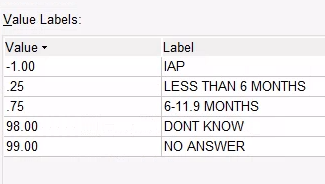 Value Labels:
Value Label
-1.00 IAP
.25 LESS THAN 6 MONTHS
.75 6-11.9 MONTHS
98.00 DONT KNOW
99.00 NO ANSWER